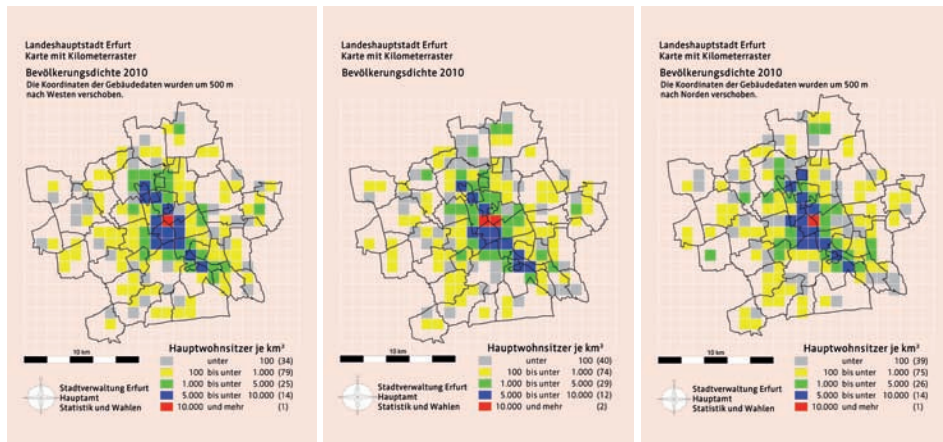 Landeshauptstadt Erfurt
Karte mit Kilometerraster
Bevölkerungsdichte 2010
Die Koordinaten der Gebäudedaten wurden um 500 m
nach Westen verschoben.
10 km
Hauptwohnsitzer je km²
unter 100 (34)
100 bis unter 1.000 (79)
1.000 bis unter 5.000 (25)
5.000 bis unter 10.000 (14)
10.000 und mehr (1)
Stadtverwaltung Erfurt
Hauptamt
Statistik und Wahlen
Landeshauptstadt Erfurt
Karte mit Kilometerraster
Bevölkerungsdichte 2010
10 km
Hauptwohnsitzer je km²
unter 100 (40)
100 bis unter 1.000 (74)
1.000 bis unter 5.000 (29)
5.000 bis unter 10.000 (12)
10.000 und mehr (2)
Stadtverwaltung Erfurt
Hauptamt
Statistik und Wahlen
Landeshauptstadt Erfurt
Karte mit Kilometerraster
Bevölkerungsdichte 2010
Die Koordinaten der Gebäudedaten wurden um 500 m
nach Norden verschoben.
10 km
Hauptwohnsitzer je km²
unter 100 (39)
100 bis unter 1.000 (75)
1.000 bis unter 5.000 (26)
5.000 bis unter 10.000 (14)
10.000 und mehr (1)
Stadtverwaltung Erfurt
Hauptamt
Statistik und Wahlen